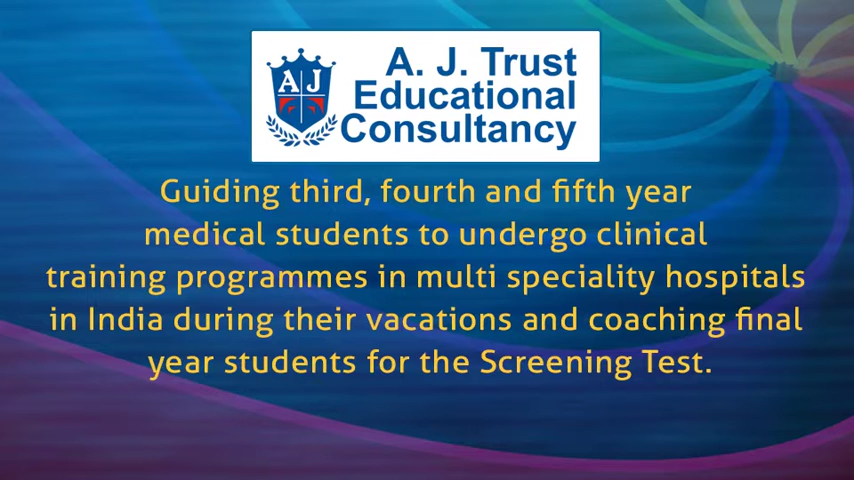 AJ
A. J. Trust
Educational
Consultancy
Guiding third, fourth and fifth year
medical students to undergo clinical
training programmes in multi speciality hospitals
in India during their vacations and coaching final
year students for the Screening Test.